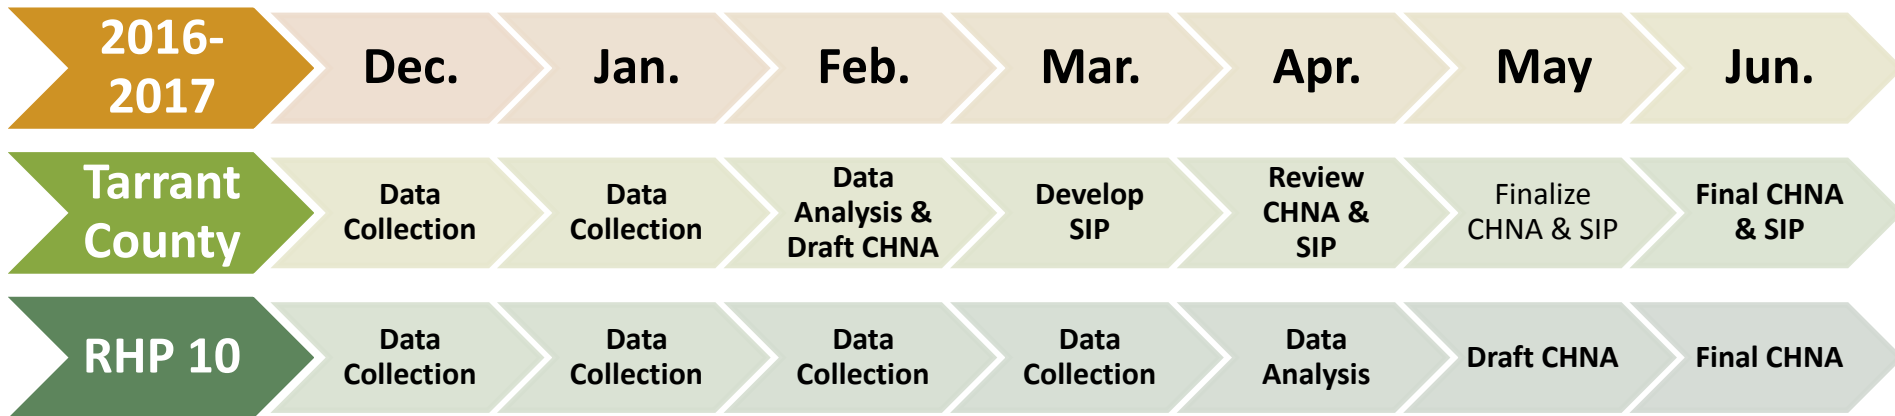 2016-
2017
Dec.
Jan.
Feb.
Mar.
Apr.
May
Jun.
Tarrant
County
Data
Collection
Data
Collection
Data
Analysis &
Draft CHNA
Develop
SIP
Review
CHNA &
SIP
Finalize
CHNA & SIP
Final CHNA
& SIP
RHP 10
Data
Collection
Data
Collection
Data
Collection
Data
Collection
Data
Analysis
Draft CHNA
Final CHNA